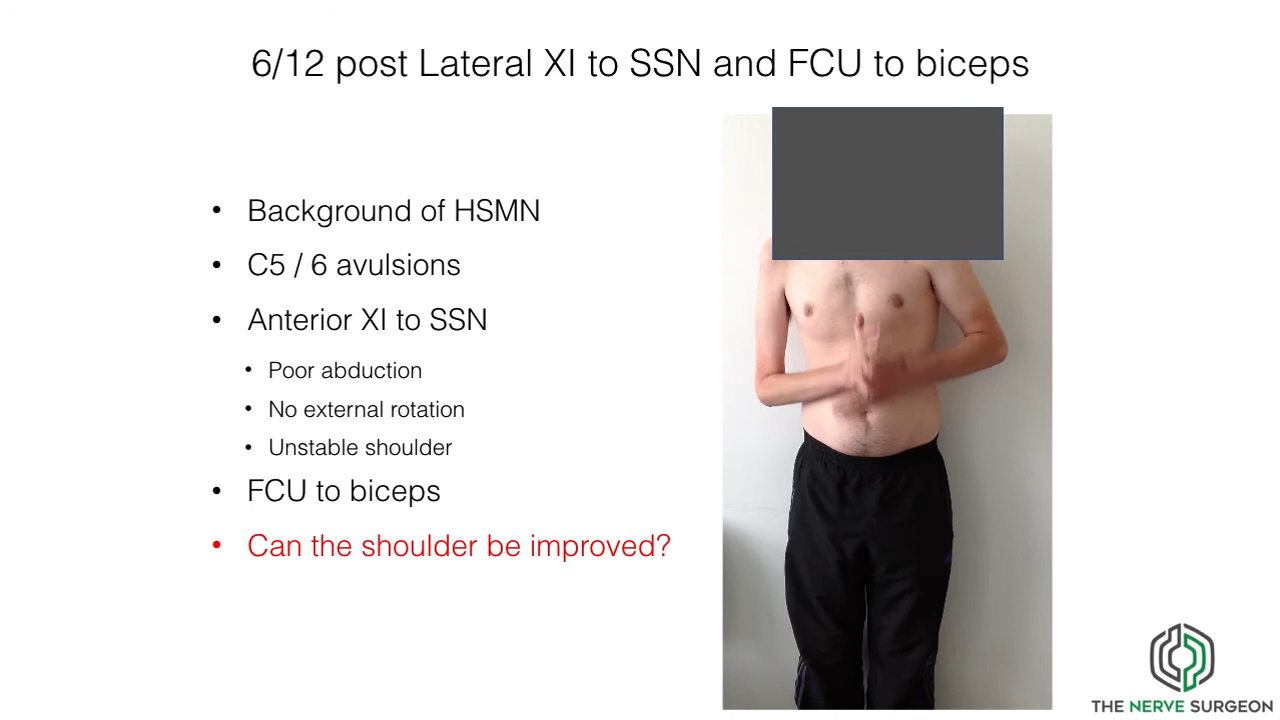 6/12 post Lateral XI to SSN and FCU to biceps
• Background of HSMN
• C5 / 6 avulsions
• Anterior XI to SSN
• Poor abduction
• No external rotation
• Unstable shoulder
• FCU to biceps
• Can the shoulder be improved?
THE NERVE SURGEON